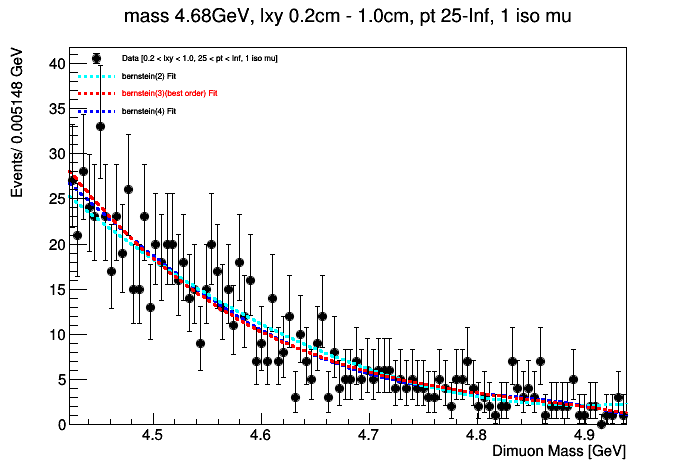 mass 4.68GeV, lxy 0.2cm - 1.0cm, pt 25-Inf, 1 iso mu
Events/ 0.005148 GeV
Data [0.2 < lxy < 1.0, 25 < pt < Inf, 1 iso mu]
bernstein(2) Fit
bernstein(3)(best order) Fit
bernstein(4) Fit
40
35
30
25
20
15
10
5
0
4.5 4.6 4.7 4.8 4.9
Dimuon Mass [GeV]